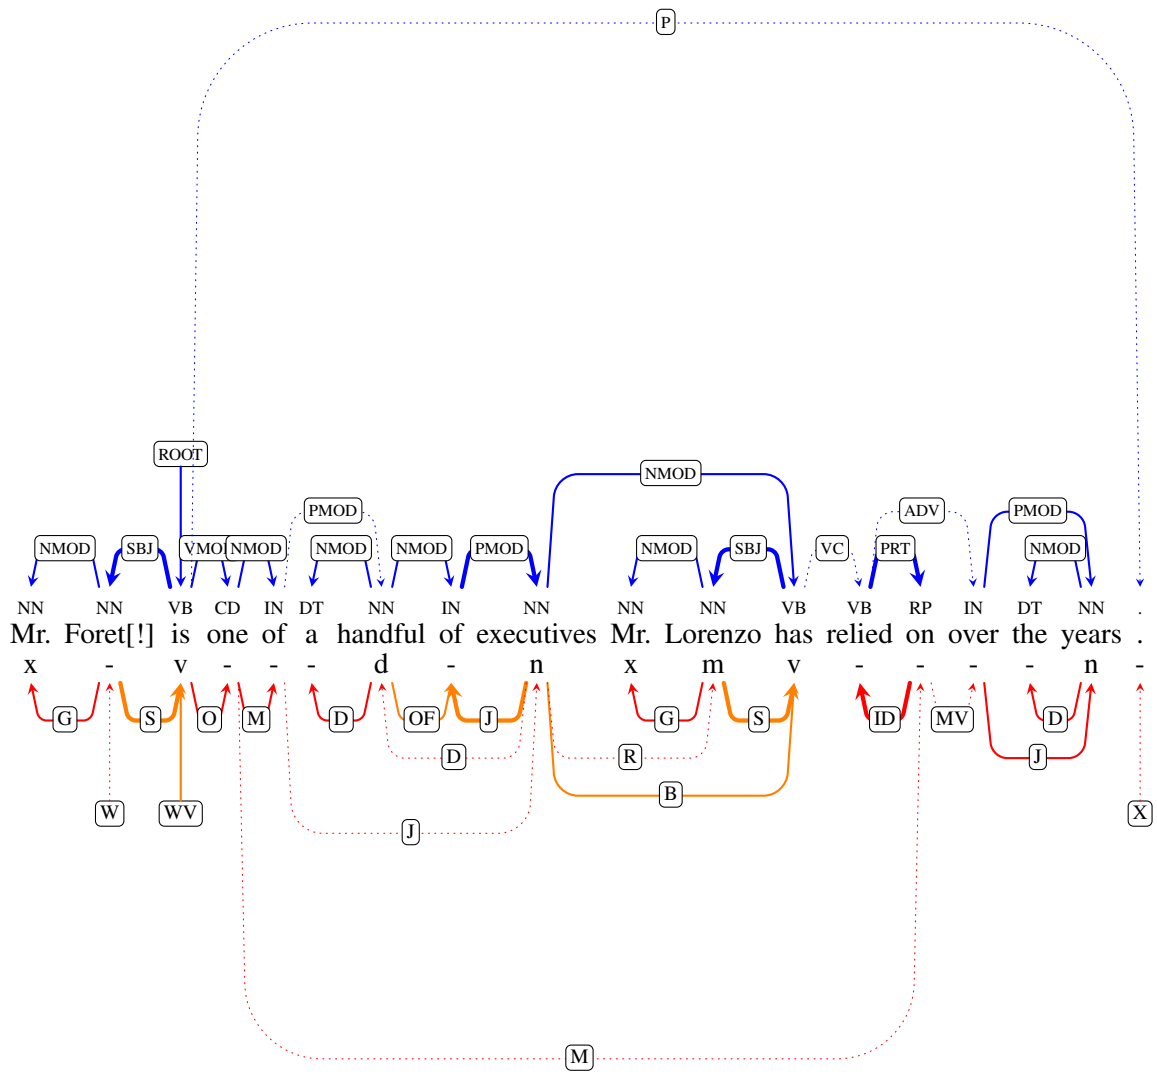 P
ROOT
NMOD
PMOD ADV PMOD
NMOD SBJ NMOD NMOD NMOD PMOD NMOD SBJ VC PRT NMOD
NN NN VB CD IN DT NN IN NN NN NN VB VB RP IN DT NN .
Mr. Foret[!] is one of a handful of executives Mr. Lorenzo has relied on over the years .
x - v - - - d - n x m v - - - - n -
G S O M D OF J G S ID MV D
D R J
B
W WV X
J
M